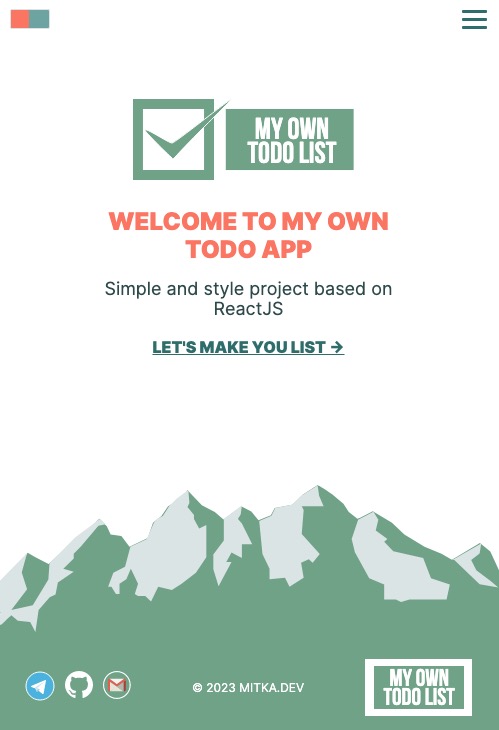 MY OWN
TODO LIST
WELCOME TO MY OWN
TODO APP
Simple and style project based on
ReactJS
LET'S MAKE YOU LIST →
© 2023 MITKA.DEV
MY OWN
TODO LIST